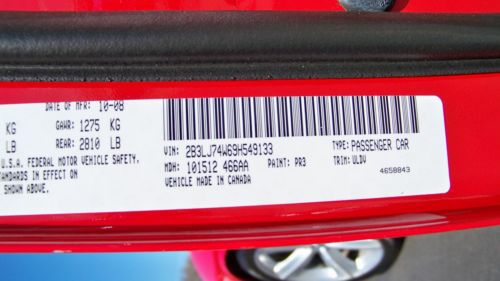 DATE OF MFR: 10-08
KG GAWR: 1275 KG
LB REAR: 2810 LB
U.S.A. FEDERAL MOTOR VEHICLE SAFETY
STANDARDS IN EFFECT ON
SHOWN ABOVE.
VIN: 2B3LJ74W69H549133 TYPE: PASSENGER CAR
MDH: 101512 466AA PAINT: PR3 TRIM: ULDV
VEHICLE MADE IN CANADA
4658843